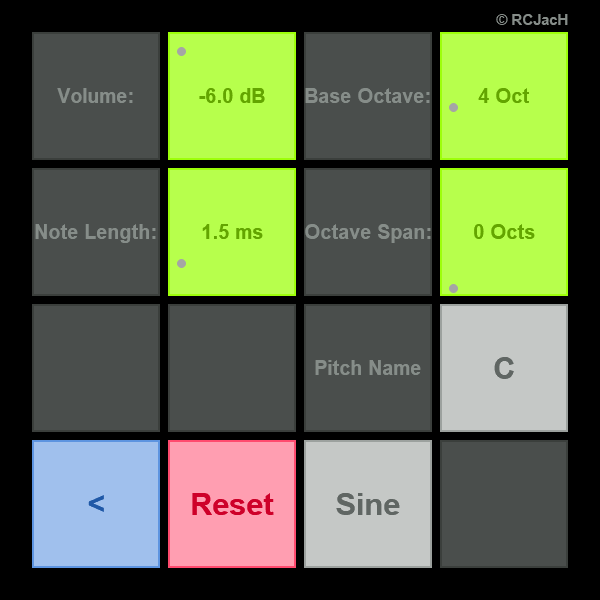 © RCJacH
Volume:
-6.0 dB
Base Octave:
4 Oct
Note Length:
1.5 ms
Octave Span:
0 Octs
Pitch Name
C
<
Reset
Sine